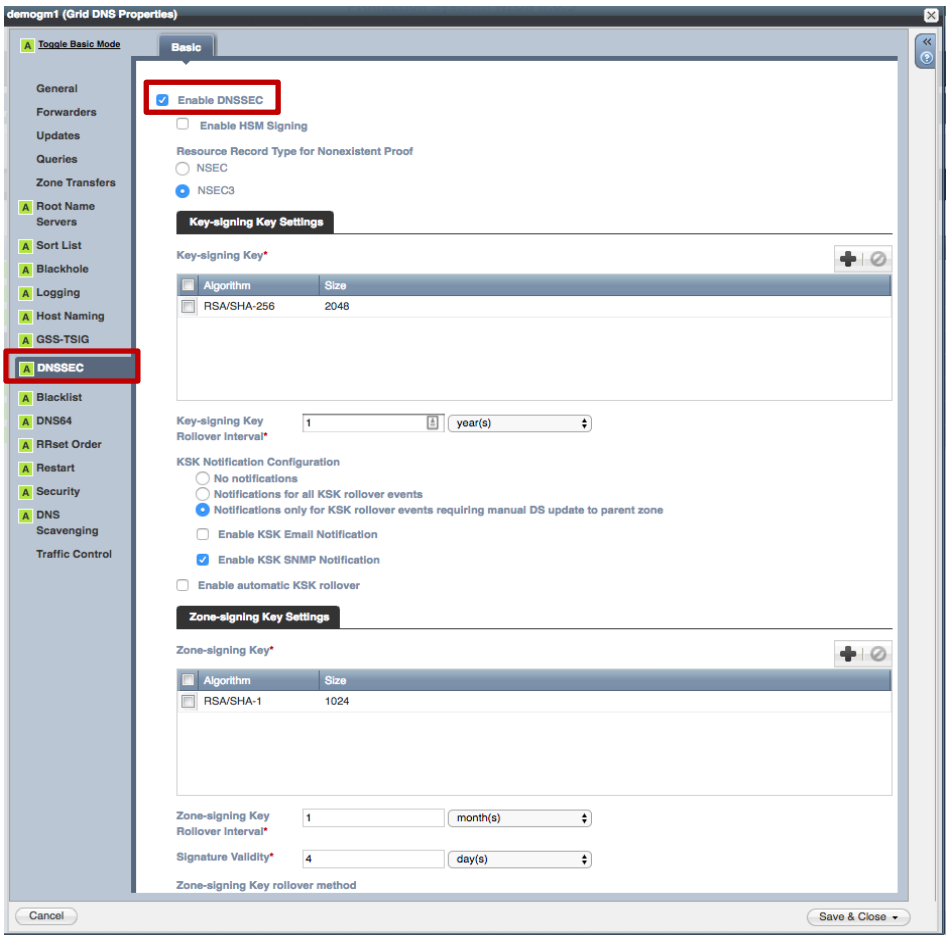 demogm1 (Grid DNS Properties)
A Toggle Basic Mode
Basic
General
Forwarders
Updates
Queries
Zone Transfers
A Root Name
Servers
A Sort List
A Blackhole
A Logging
A Host Naming
A GSS-TSIG
A DNSSEC
A Blacklist
A DNS64
A RRset Order
A Restart
A Security
A DNS
Scavenging
Traffic Control
Enable DNSSEC
Enable HSM Signing
Resource Record Type for Nonexistent Proof
NSEC
NSEC3
Key-signing Key Settings
Key-signing Key*
Algorithm Size
RSA/SHA-256 2048
Key-signing Key
Rollover Interval*
1 year(s)
KSK Notification Configuration
No notifications
Notifications for all KSK rollover events
Notifications only for KSK rollover events requiring manual DS update to parent zone
Enable KSK Email Notification
Enable KSK SNMP Notification
Enable automatic KSK rollover
Zone-signing Key Settings
Zone-signing Key*
Algorithm Size
RSA/SHA-1 1024
Zone-signing Key
Rollover Interval*
1 month(s)
Signature Validity* 4 day(s)
Zone-signing Key rollover method
Cancel
Save & Close